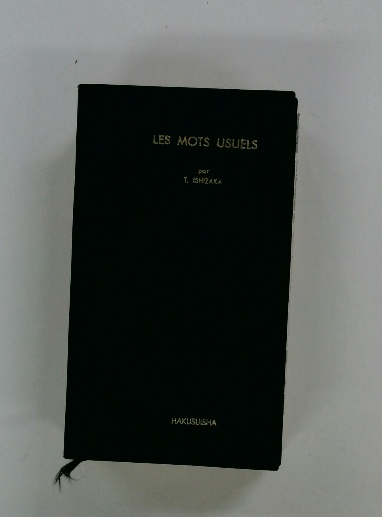 LES MOTS USUELS
par
T. ISHIZAKA
HAKUSUISHA